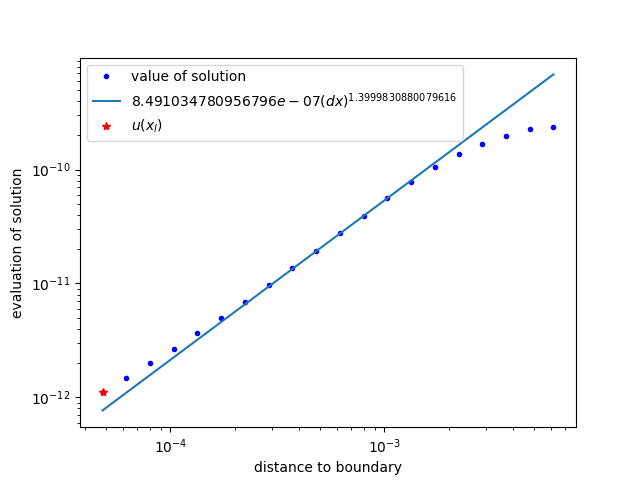 value of solution
8.491034780956796e − 07(dx)^1.3999830880079616
u(x_l)
10^−10
10^−11
10^−12
evaluation of solution
10^−4
10^−3
distance to boundary